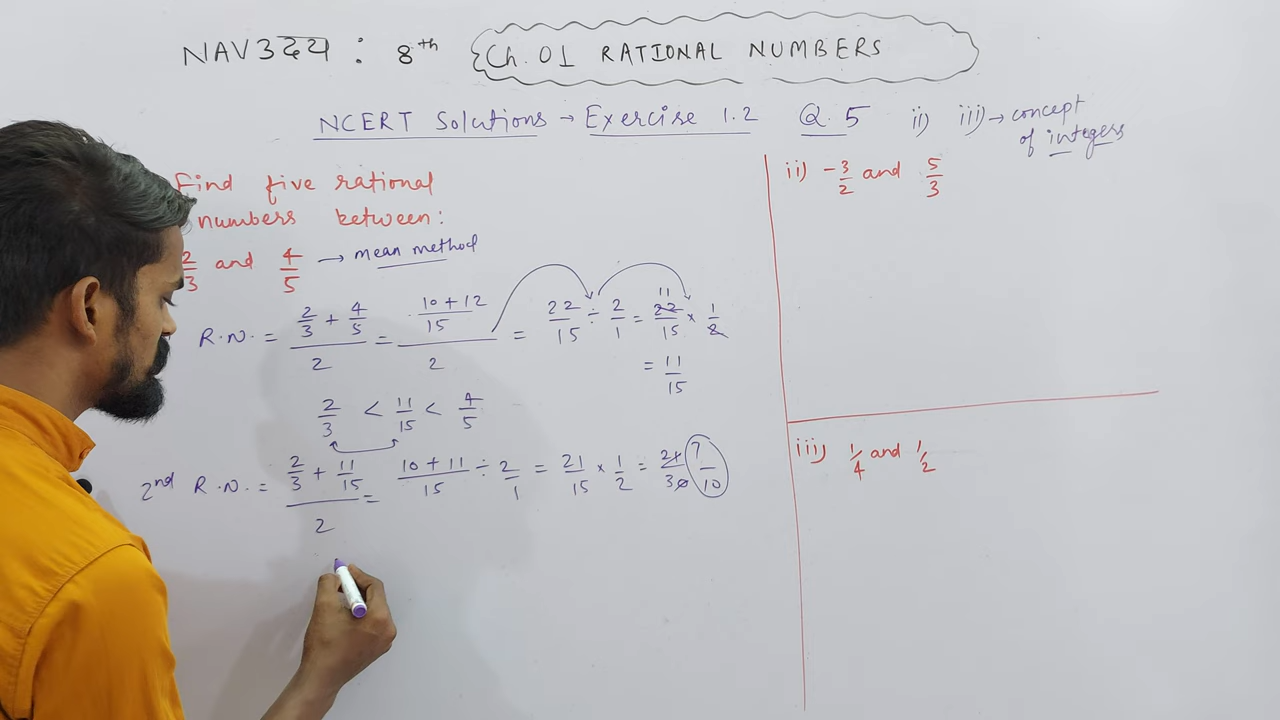 NAV3ઉચય : 8th Ch. 01 RATIONAL NUMBERS
NCERT Solutions → Exercise 1.2 Q. 5 ii) iii) → concept of integers
Find five rational
numbers between:
2/3 and 4/5 → mean method
R.N. = (2/3 + 4/5)/2 = ((10 + 12)/15)/2 = 22/15 ÷ 2/1 = 22/15 × 1/2
11
= 11/15
2/3 < 11/15 < 4/5
2nd R.N. = (2/3 + 11/15)/2 = (10 + 11)/15 ÷ 2/1 = 21/15 × 1/2 = 21/30 7/10
ii) -3/2 and 5/3
iii) 1/4 and 1/2